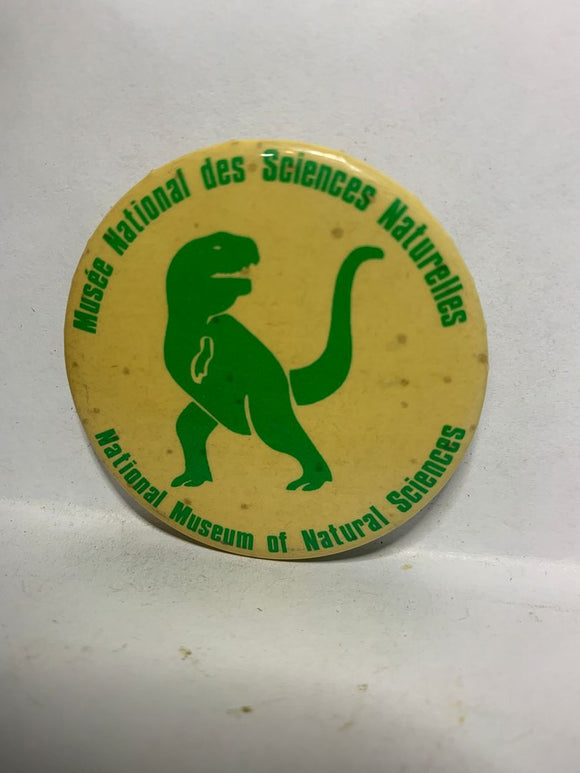 Musée National des Sciences Naturelles
National Museum of Natural Sciences